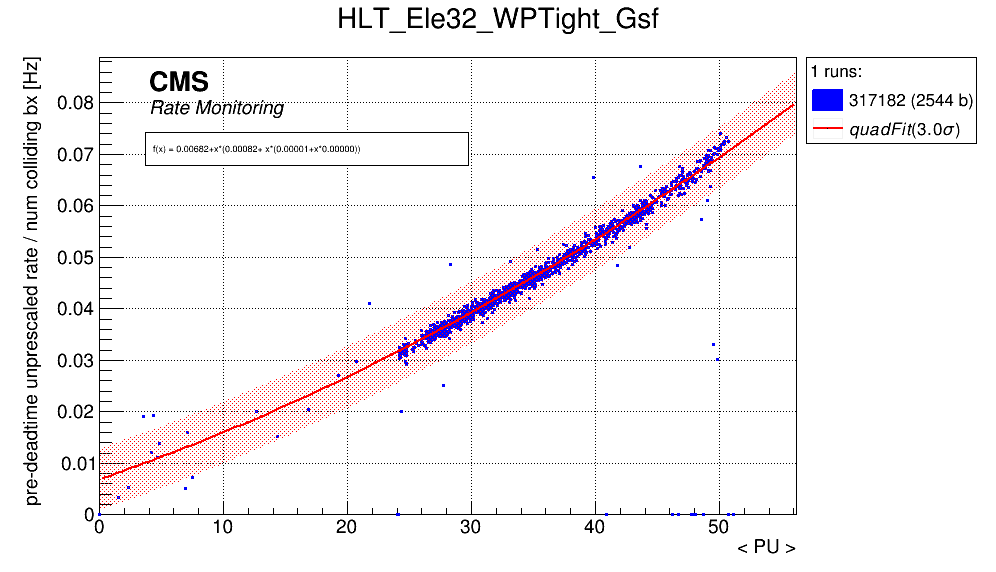 HLT_Ele32_WPTight_Gsf
pre-deadtime unprescaled rate / num colliding bx [Hz]
CMS
Rate Monitoring
f(x) = 0.00682+x*(0.00082+ x*(0.00001+x*0.00000))
1 runs:
317182 (2544 b)
quadFit(3.0σ)
0.08
0.07
0.06
0.05
0.04
0.03
0.02
0.01
0
0 10 20 30 40 50
< PU >